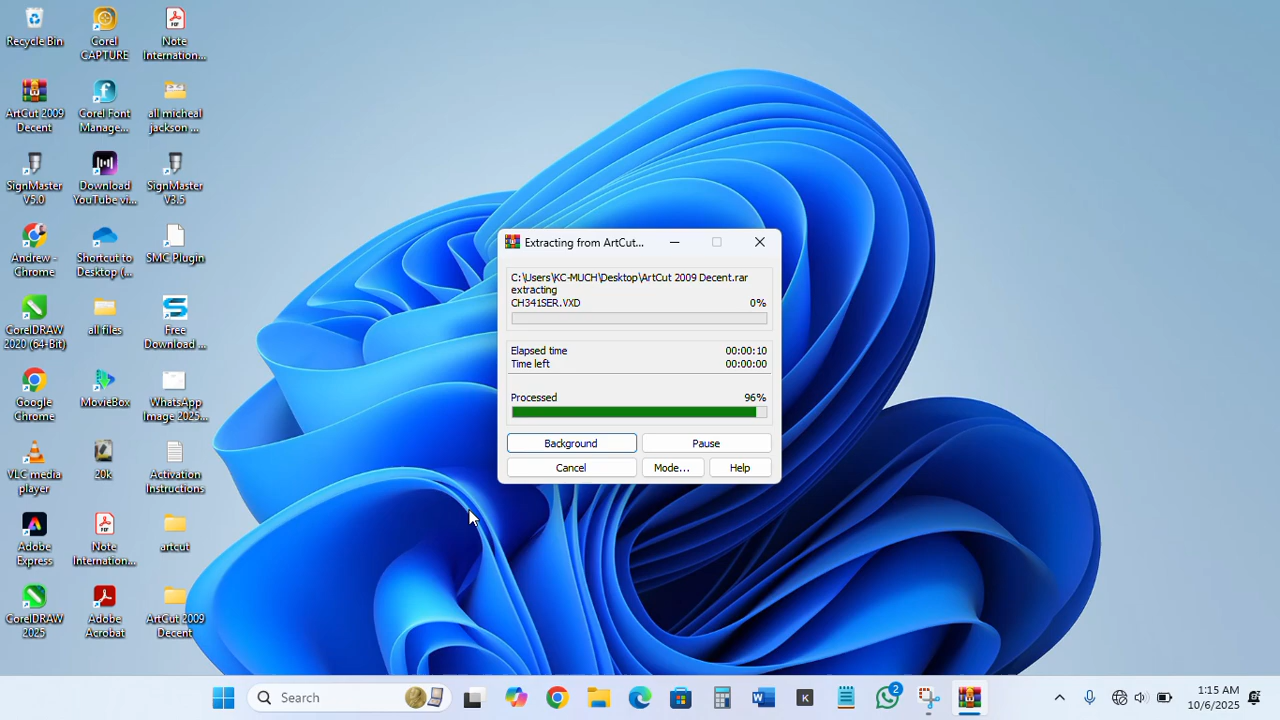 Recycle Bin
Corel
CAPTURE
Note
Internation...
ArtCut 2009
Decent
Corel Font
Manage...
all micheal
jackson ...
SignMaster
V5.0
Download
YouTube vi...
SignMaster
V3.5
Andrew -
Chrome
Shortcut to
Desktop (...
SMC Plugin
CorelDRAW
2020 (64-Bit)
all files
Free
Download ...
Google
Chrome
MovieBox
WhatsApp
Image 2025...
VLC media
player
20k
Activation
Instructions
Adobe
Express
Note
Internation...
artcut
CorelDRAW
2025
Adobe
Acrobat
ArtCut 2009
Decent
Extracting from ArtCut...
C:\Users\KC-MUCH\Desktop\ArtCut 2009 Decent.rar
extracting
CH341SER.VXD 0%
Elapsed time 00:00:10
Time left 00:00:00
Processed 96%
Background Pause
Cancel Mode... Help
Search
2
1:15 AM
10/6/2025